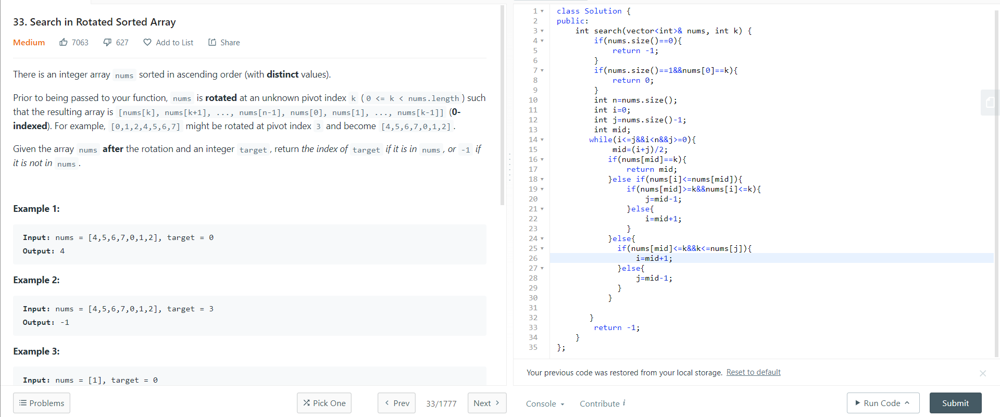 33. Search in Rotated Sorted Array
Medium 7063 627 Add to List Share
There is an integer array nums sorted in ascending order (with distinct values).
Prior to being passed to your function, nums is rotated at an unknown pivot index k (0 <= k < nums.length) such
that the resulting array is [nums[k], nums[k+1], ..., nums[n-1], nums[0], nums[1], ..., nums[k-1]] (0-
indexed). For example, [0,1,2,4,5,6,7] might be rotated at pivot index 3 and become [4,5,6,7,0,1,2].
Given the array nums after the rotation and an integer target, return the index of target if it is in nums, or -1 if
it is not in nums.
Example 1:
Input: nums = [4,5,6,7,0,1,2], target = 0
Output: 4
Example 2:
Input: nums = [4,5,6,7,0,1,2], target = 3
Output: -1
Example 3:
Input: nums = [1], target = 0
Problems Pick One Prev 33/1777 Next
1 class Solution {
2 public:
3     int search(vector<int>& nums, int k) {
4         if(nums.size()==0){
5             return -1;
6         }
7         if(nums.size()==1&&nums[0]==k){
8             return 0;
9         }
10         int n=nums.size();
11         int i=0;
12         int j=nums.size()-1;
13         int mid;
14        while(i<=j&&i<n&&j>=0){
15             mid=(i+j)/2;
16            if(nums[mid]==k){
17                return mid;
18            }else if(nums[i]<=nums[mid]){
19                if(nums[mid]>=k&&nums[i]<=k){
20                    j=mid-1;
21                }else{
22                    i=mid+1;
23                }
24            }else{
25              if(nums[mid]<=k&&k<=nums[j]){
26                  i=mid+1;
27              }else{
28                  j=mid-1;
29              }
30            }
31
32        }
33         return -1;
34     }
35 };
Your previous code was restored from your local storage. Reset to default
Console Contribute i Run Code Submit